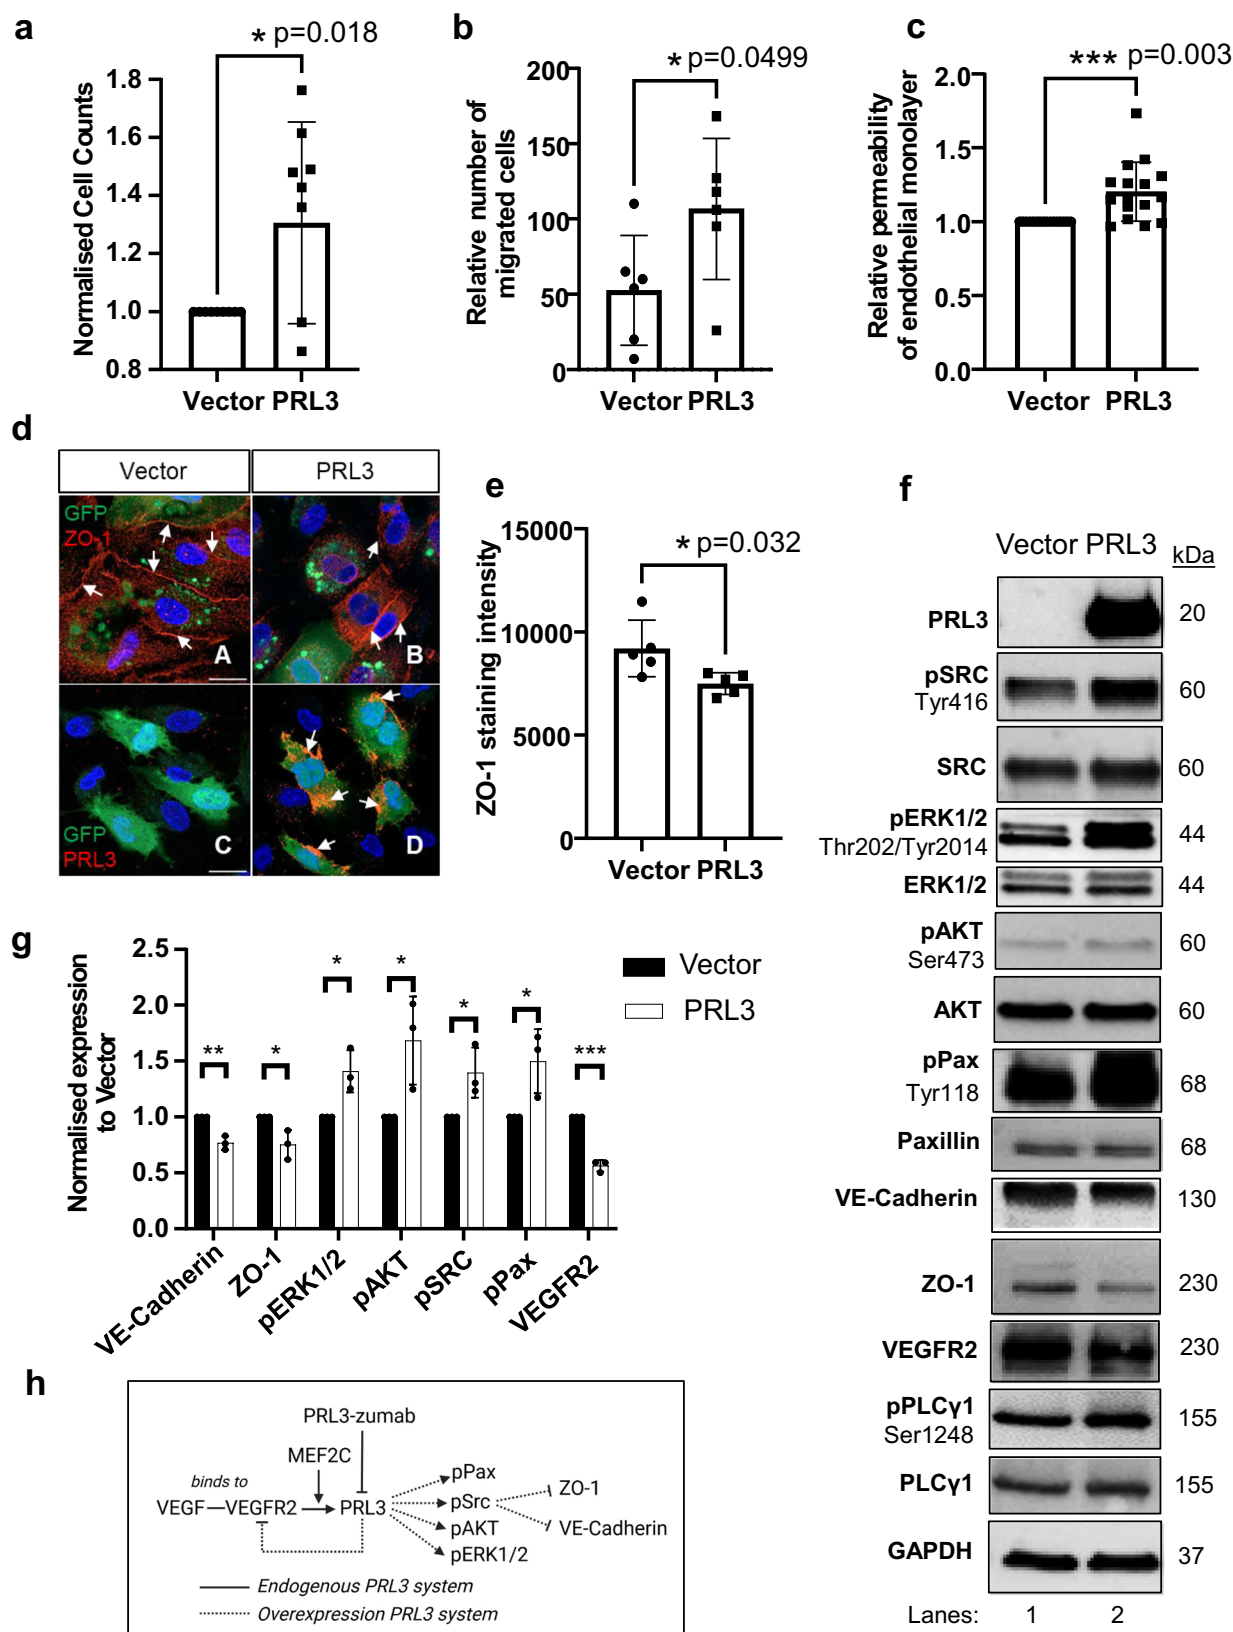 a
* p=0.018
Normalised Cell Counts
1.8
1.6
1.4
1.2
1.0
0.8
Vector PRL3
b
* p=0.0499
Relative number of
migrated cells
200
150
100
50
0
Vector PRL3
c
*** p=0.003
Relative permeability
of endothelial monolayer
2.0
1.5
1.0
0.5
0.0
Vector PRL3
d
Vector PRL3
GFP
ZO-1
A
B
GFP
PRL3
C
D
e
* p=0.032
ZO-1 staining intensity
15000
10000
5000
0
Vector PRL3
f
Vector PRL3 kDa
PRL3 20
pSRC
Tyr416 60
SRC 60
pERK1/2
Thr202/Tyr2014 44
ERK1/2 44
pAKT
Ser473 60
AKT 60
pPax
Tyr118 68
Paxillin 68
VE-Cadherin 130
ZO-1 230
VEGFR2 230
pPLCγ1
Ser1248 155
PLCγ1 155
GAPDH 37
Lanes: 1 2
g
Normalised expression
to Vector
2.5
2.0
1.5
1.0
0.5
0.0
** * * * * * ***
Vector
PRL3
VE-Cadherin
ZO-1
pERK1/2
pAKT
pSRC
pPax
VEGFR2
h
PRL3-zumab
MEF2C
binds to
VEGF VEGFR2 PRL3
pPax
pSrc
pAKT
pERK1/2
ZO-1
VE-Cadherin
Endogenous PRL3 system
Overexpression PRL3 system